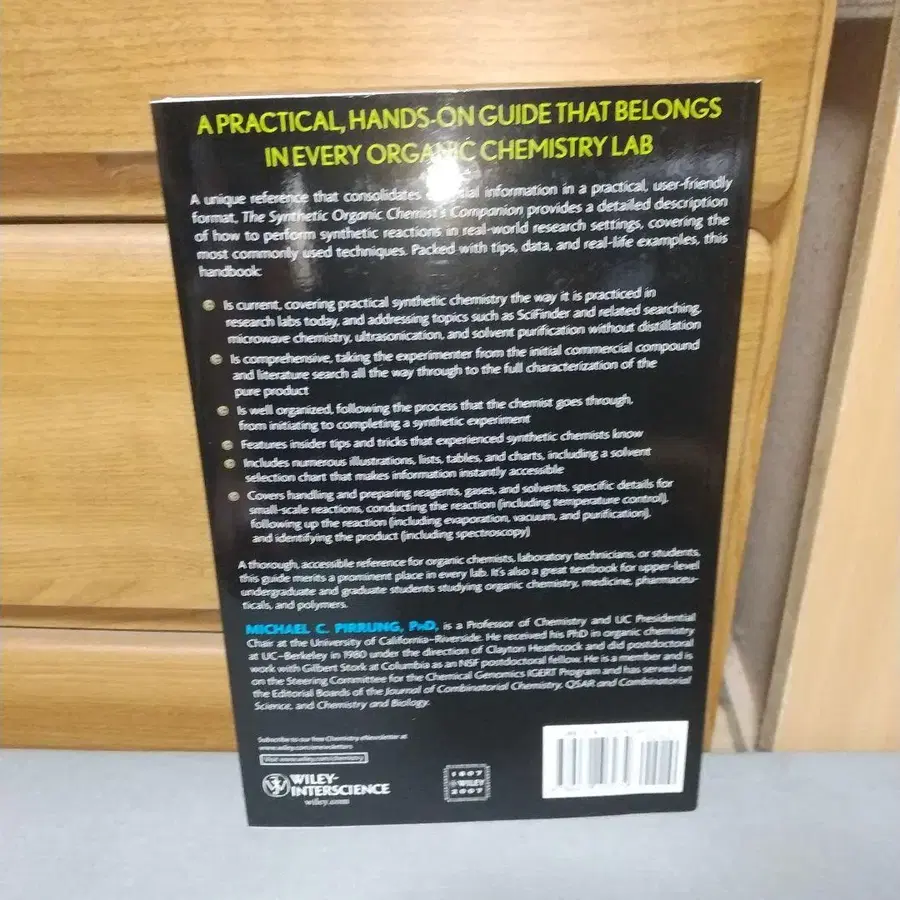 A PRACTICAL, HANDS-ON GUIDE THAT BELONGS
IN EVERY ORGANIC CHEMISTRY LAB
A unique reference that consolidates essential information in a practical, user-friendly
format, The Synthetic Organic Chemist's Companion provides a detailed description
of how to perform synthetic reactions in real-world research settings, covering the
most commonly used techniques. Packed with tips, data, and real-life examples, this
handbook:
Is current, covering practical synthetic chemistry the way it is practiced in
research labs today, and addressing topics such as SciFinder and related searching,
microwave chemistry, ultrasonication, and solvent purification without distillation
Is comprehensive, taking the experimenter from the initial commercial compound
and literature search all the way through to the full characterization of the
pure product
Is well organized, following the process that the chemist goes through,
from initiating to completing a synthetic experiment
Features insider tips and tricks that experienced synthetic chemists know
Includes numerous illustrations, lists, tables, and charts, including a solvent
selection chart that makes information instantly accessible
Covers handling and preparing reagents, gases, and solvents, specific details for
small-scale reactions, conducting the reaction (including temperature control),
following up the reaction (including evaporation, vacuum, and purification),
and identifying the product (including spectroscopy)
A thorough, accessible reference for organic chemists, laboratory technicians, or students,
this guide merits a prominent place in every lab. It's also a great textbook for upper-level
undergraduate and graduate students studying organic chemistry, medicine, pharmaceu-
ticals, and polymers.
MICHAEL C. PIRRUNG, PhD, is a Professor of Chemistry and UC Presidential
Chair at the University of California–Riverside. He received his PhD in organic chemistry
at UC–Berkeley in 1980 under the direction of Clayton Heathcock and did postdoctoral
work with Gilbert Stork at Columbia as an NSF postdoctoral fellow. He is a member and is
on the Steering Committee for the Chemical Genomics IGERT Program and has served on
the Editorial Boards of the Journal of Combinatorial Chemistry, QSAR and Combinatorial
Science, and Chemistry and Biology.
Subscribe to our free Chemistry eNewsletter at
www.wiley.com/enewsletters
Visit www.wiley.com/chemistry
WILEY-
INTERSCIENCE
wiley.com
1807
WILEY
2007